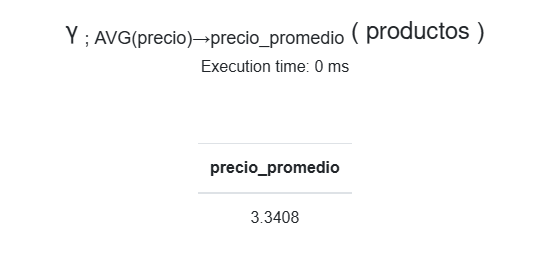 γ ; AVG(precio)→precio_promedio ( productos )
Execution time: 0 ms
precio_promedio
3.3408